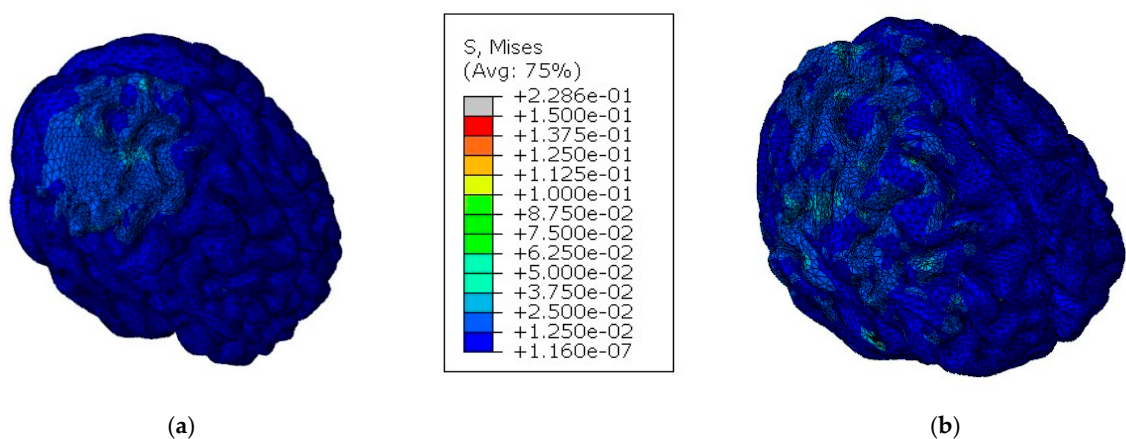 S, Mises
(Avg: 75%)
+2.286e-01
+1.500e-01
+1.375e-01
+1.250e-01
+1.125e-01
+1.000e-01
+8.750e-02
+7.500e-02
+6.250e-02
+5.000e-02
+3.750e-02
+2.500e-02
+1.250e-02
+1.160e-07
(a)
(b)